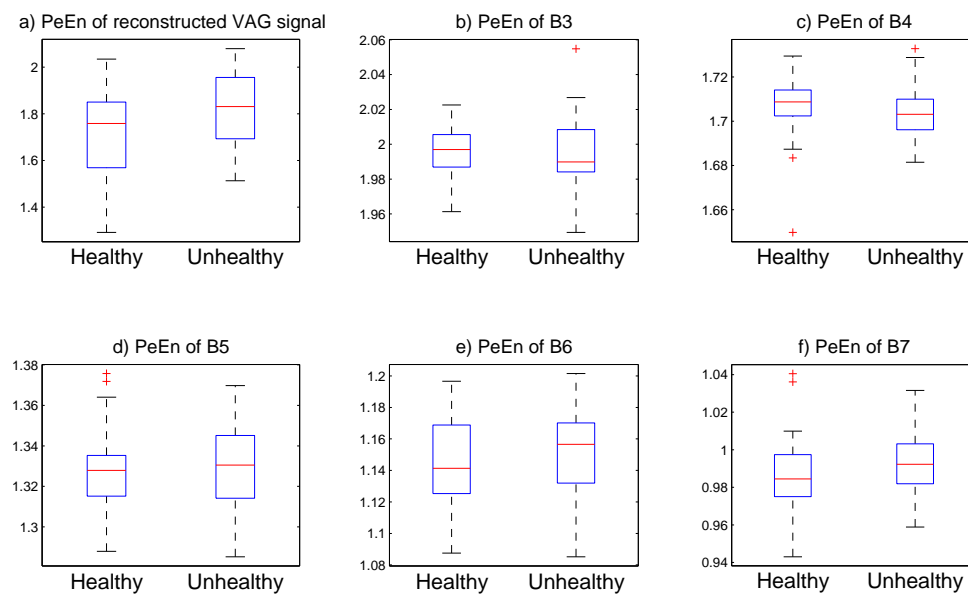 a) PeEn of reconstructed VAG signal
2
1.8
1.6
1.4
Healthy Unhealthy
b) PeEn of B3
2.06
2.04
2.02
2
1.98
1.96
Healthy Unhealthy
c) PeEn of B4
1.72
1.7
1.68
1.66
Healthy Unhealthy
d) PeEn of B5
1.38
1.36
1.34
1.32
1.3
Healthy Unhealthy
e) PeEn of B6
1.2
1.18
1.16
1.14
1.12
1.1
1.08
Healthy Unhealthy
f) PeEn of B7
1.04
1.02
1
0.98
0.96
0.94
Healthy Unhealthy